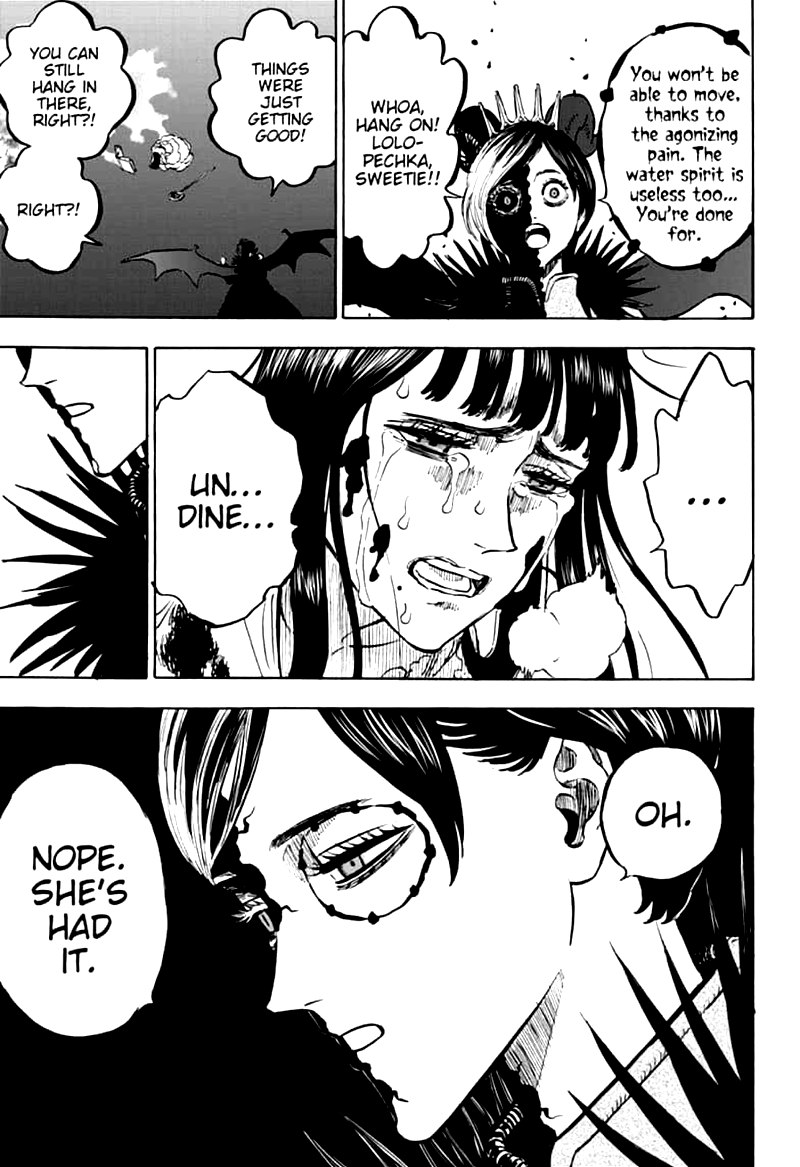 You won't be
able to move,
thanks to
the agonizing
pain. The
water spirit is
useless too...
You're done
for.
WHOA,
HANG ON!
LOLO-
PECHKA,
SWEETIE!!
THINGS
WERE
JUST
GETTING
GOOD!
YOU CAN
STILL
HANG IN
THERE,
RIGHT?!
RIGHT?!
...
UN...
DINE...
OH.
NOPE.
SHE'S
HAD
IT.